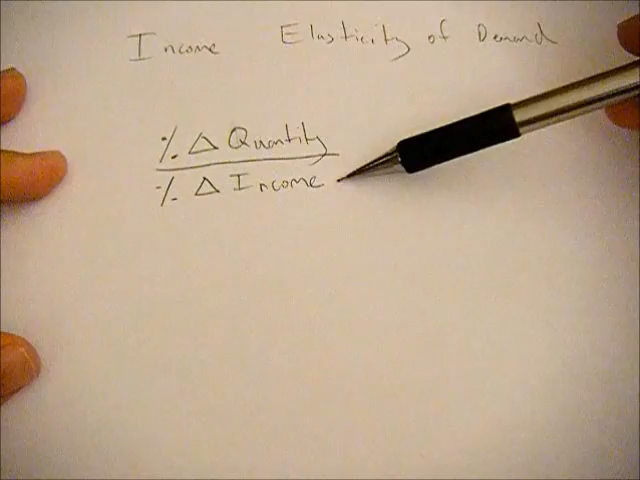 Income Elasticity of Demand
% Δ Quantity
% Δ Income